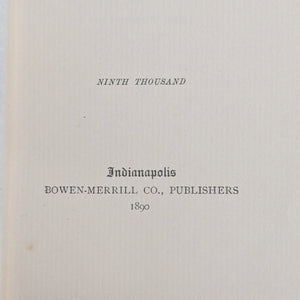 NINTH THOUSAND
Indianapolis
BOWEN-MERRILL CO., PUBLISHERS
1890